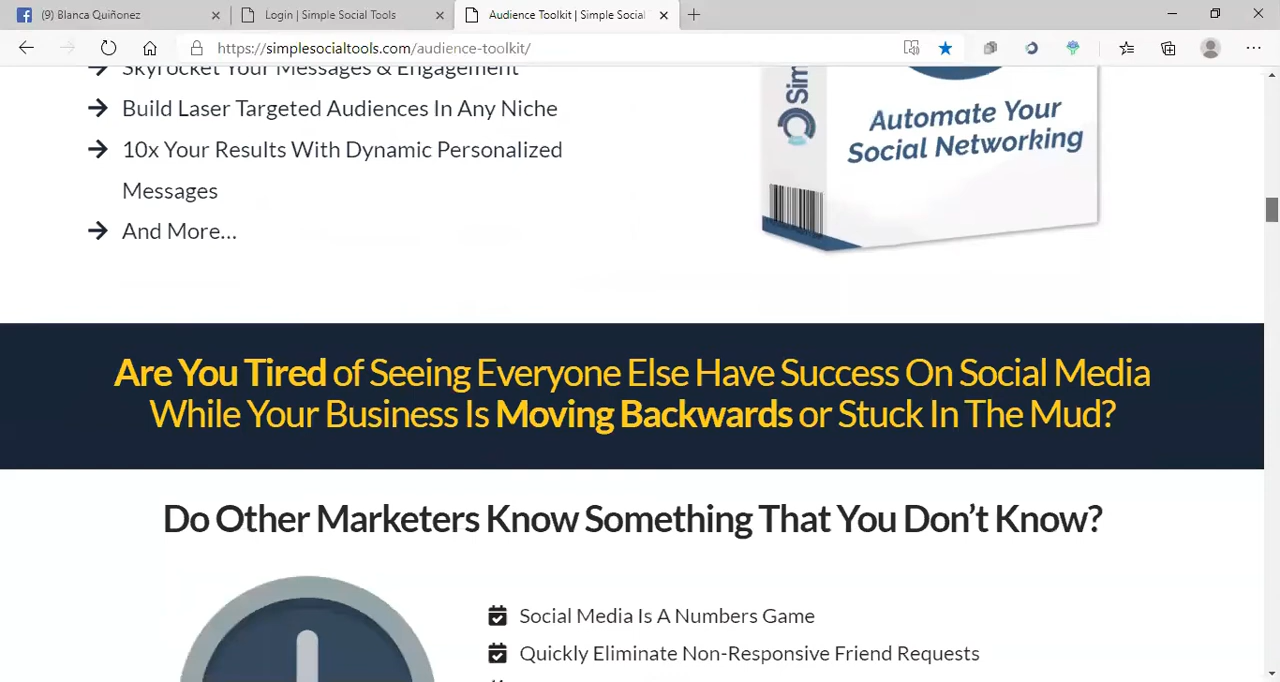 (9) Blanca Quiñonez
Login | Simple Social Tools
Audience Toolkit | Simple Social
https://simplesocialtools.com/audience-toolkit/
Skyrocket Your Messages & Engagement
Build Laser Targeted Audiences In Any Niche
10x Your Results With Dynamic Personalized
Messages
And More...
Sim
Automate Your
Social Networking
Are You Tired of Seeing Everyone Else Have Success On Social Media
While Your Business Is Moving Backwards or Stuck In The Mud?
Do Other Marketers Know Something That You Don't Know?
Social Media Is A Numbers Game
Quickly Eliminate Non-Responsive Friend Requests